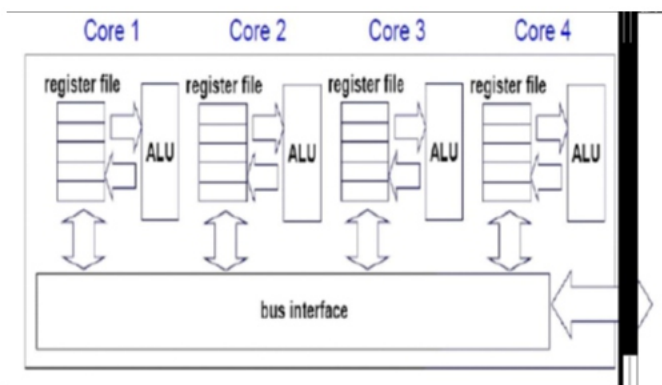 Core 1 Core 2 Core 3 Core 4
register file register file register file register file
ALU ALU ALU ALU
bus interface